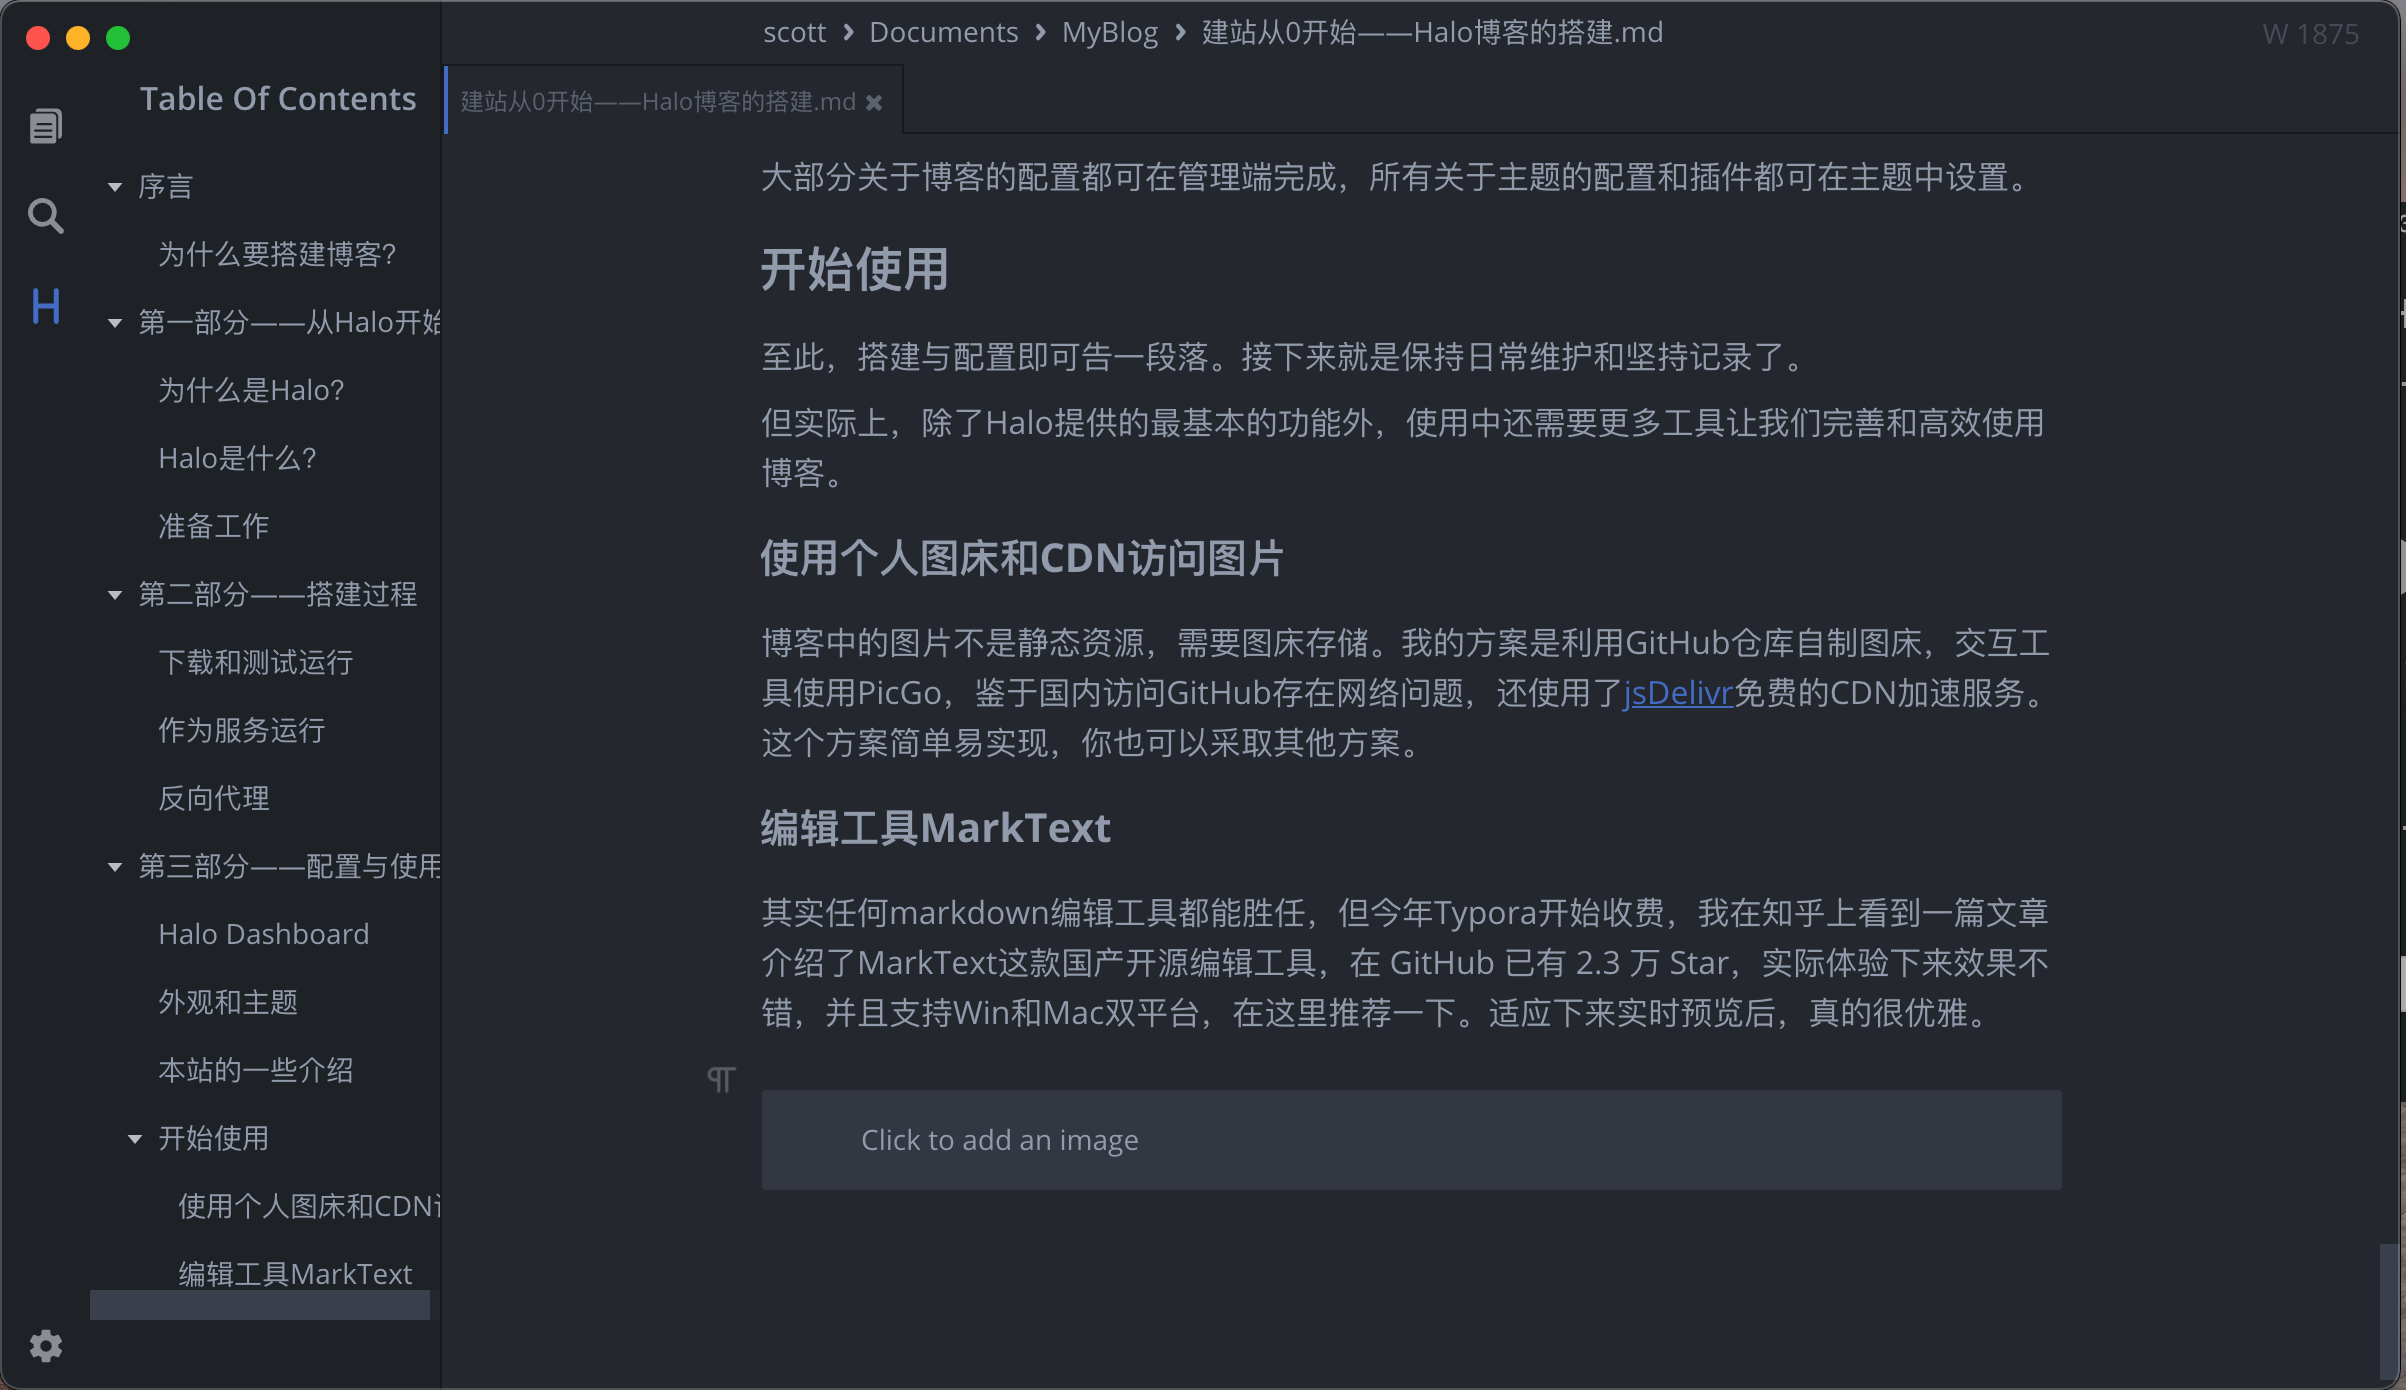 scott › Documents › MyBlog › 建站从0开始——Halo博客的搭建.md
W 1875
Table Of Contents
序言
为什么要搭建博客?
第一部分——从Halo开始
为什么是Halo?
Halo是什么?
准备工作
第二部分——搭建过程
下载和测试运行
作为服务运行
反向代理
第三部分——配置与使用
Halo Dashboard
外观和主题
本站的一些介绍
开始使用
使用个人图床和CDN
编辑工具MarkText
建站从0开始——Halo博客的搭建.md
大部分关于博客的配置都可在管理端完成，所有关于主题的配置和插件都可在主题中设置。
开始使用
至此，搭建与配置即可告一段落。接下来就是保持日常维护和坚持记录了。
但实际上，除了Halo提供的最基本的功能外，使用中还需要更多工具让我们完善和高效使用
博客。
使用个人图床和CDN访问图片
博客中的图片不是静态资源，需要图床存储。我的方案是利用GitHub仓库自制图床，交互工
具使用PicGo，鉴于国内访问GitHub存在网络问题，还使用了jsDelivr免费的CDN加速服务。
这个方案简单易实现，你也可以采取其他方案。
编辑工具MarkText
其实任何markdown编辑工具都能胜任，但今年Typora开始收费，我在知乎上看到一篇文章
介绍了MarkText这款国产开源编辑工具，在 GitHub 已有 2.3 万 Star，实际体验下来效果不
错，并且支持Win和Mac双平台，在这里推荐一下。适应下来实时预览后，真的很优雅。
Click to add an image